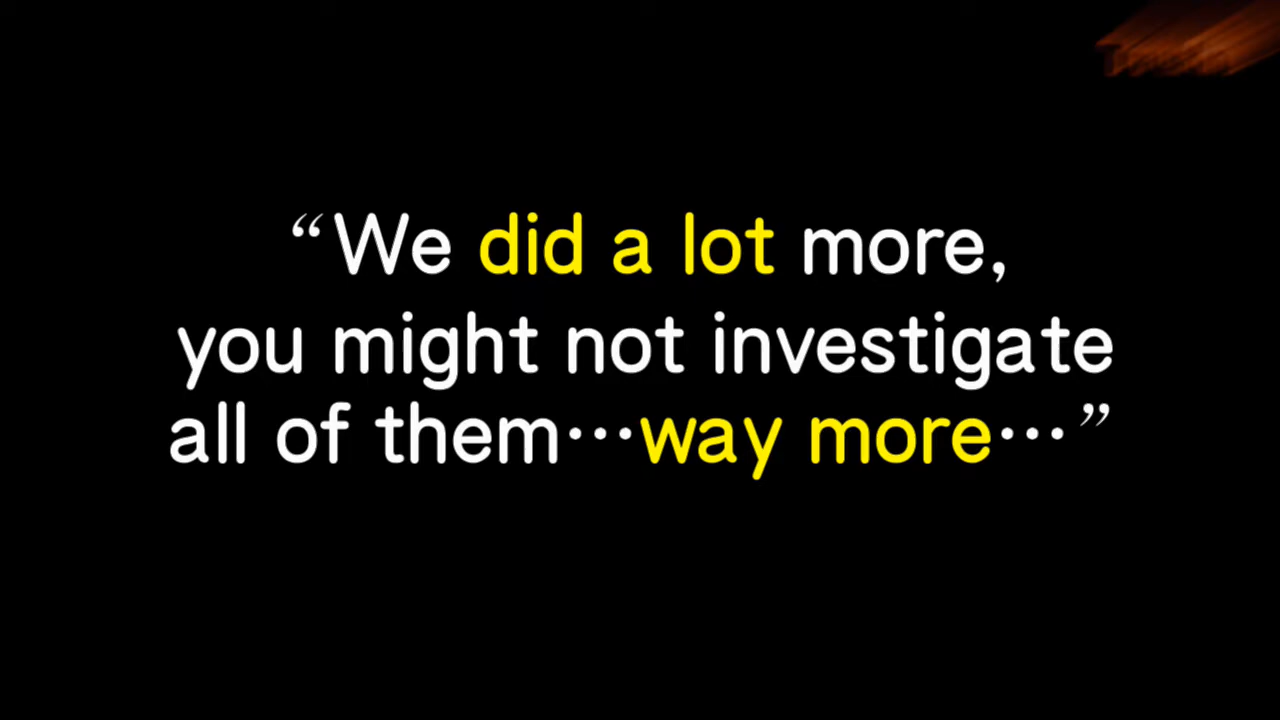 “We did a lot more,
you might not investigate
all of them…way more…”